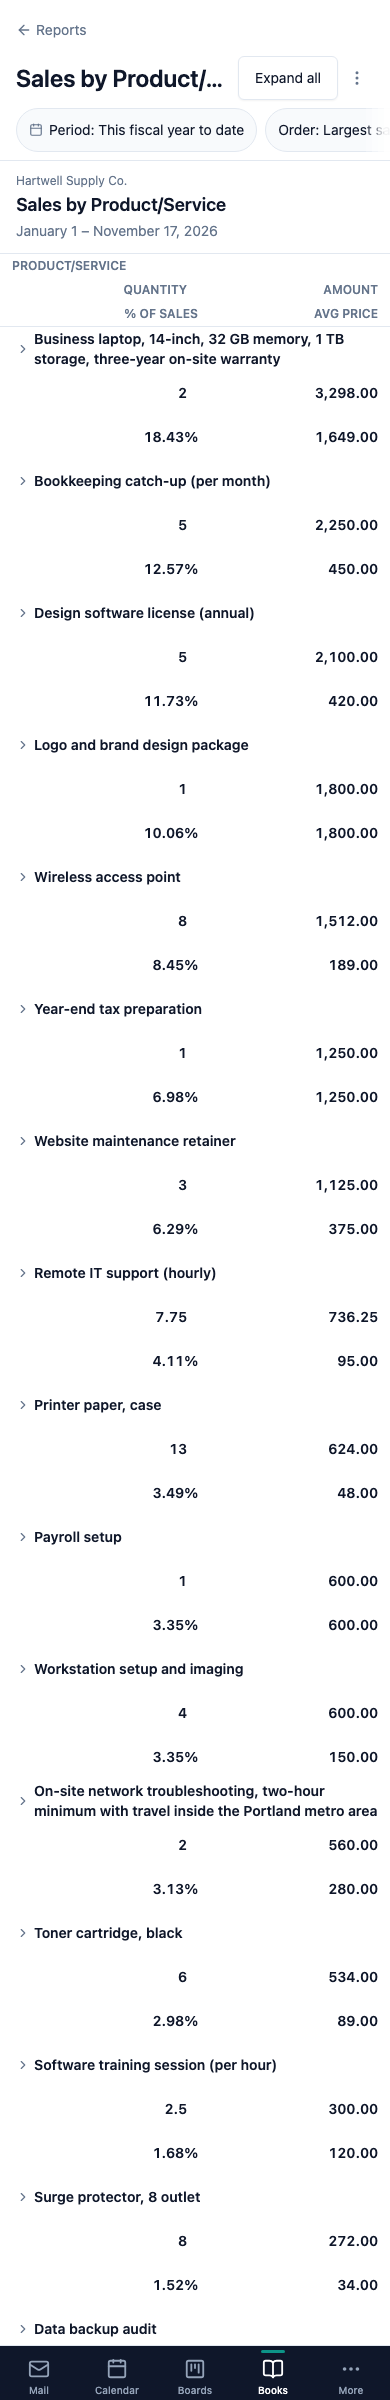 Reports
Sales by Product/...
Expand all
Period: This fiscal year to date
Order: Largest sa
Hartwell Supply Co.
Sales by Product/Service
January 1 – November 17, 2026
PRODUCT/SERVICE
QUANTITY AMOUNT
% OF SALES AVG PRICE
Business laptop, 14-inch, 32 GB memory, 1 TB
storage, three-year on-site warranty
2 3,298.00
18.43% 1,649.00
Bookkeeping catch-up (per month)
5 2,250.00
12.57% 450.00
Design software license (annual)
5 2,100.00
11.73% 420.00
Logo and brand design package
1 1,800.00
10.06% 1,800.00
Wireless access point
8 1,512.00
8.45% 189.00
Year-end tax preparation
1 1,250.00
6.98% 1,250.00
Website maintenance retainer
3 1,125.00
6.29% 375.00
Remote IT support (hourly)
7.75 736.25
4.11% 95.00
Printer paper, case
13 624.00
3.49% 48.00
Payroll setup
1 600.00
3.35% 600.00
Workstation setup and imaging
4 600.00
3.35% 150.00
On-site network troubleshooting, two-hour
minimum with travel inside the Portland metro area
2 560.00
3.13% 280.00
Toner cartridge, black
6 534.00
2.98% 89.00
Software training session (per hour)
2.5 300.00
1.68% 120.00
Surge protector, 8 outlet
8 272.00
1.52% 34.00
Data backup audit
Mail Calendar Boards Books More